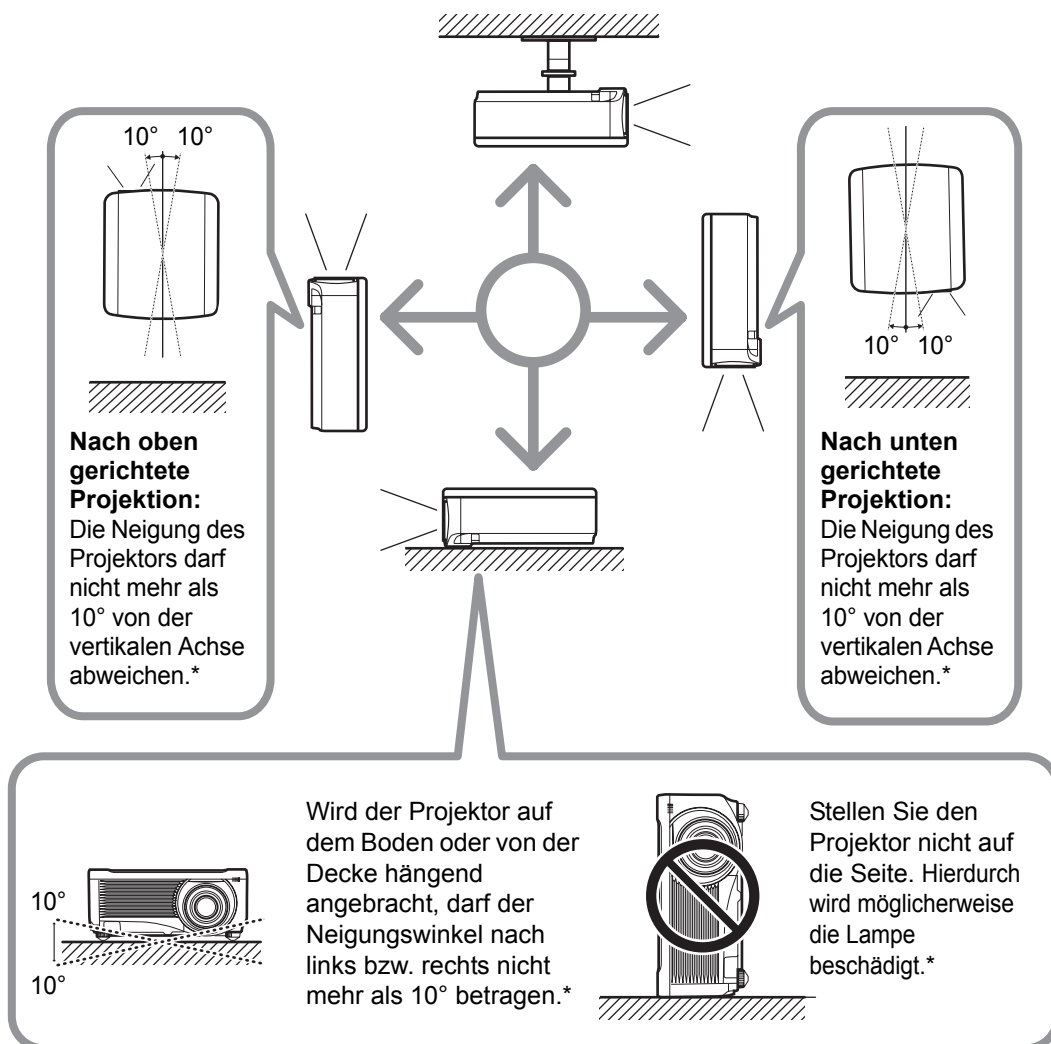 10° 10°
Nach oben
gerichtete
Projektion:
Die Neigung des
Projektors darf
nicht mehr als
10° von der
vertikalen Achse
abweichen.*
10° 10°
Nach unten
gerichtete
Projektion:
Die Neigung des
Projektors darf
nicht mehr als
10° von der
vertikalen Achse
abweichen.*
10°
10°
Wird der Projektor auf
dem Boden oder von der
Decke hängend
angebracht, darf der
Neigungswinkel nach
links bzw. rechts nicht
mehr als 10° betragen.*
Stellen Sie den
Projektor nicht auf
die Seite. Hierdurch
wird möglicherweise
die Lampe
beschädigt.*